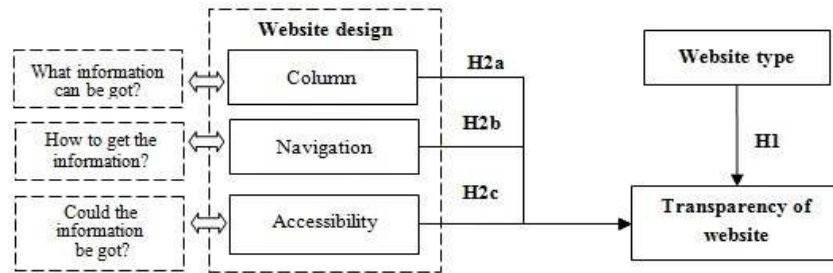 Website design
What information
can be got?
Column
H2a
Website type
How to get the
information?
Navigation
H2b
H1
Could the
information
be got?
Accessibility
H2c
Transparency of
website